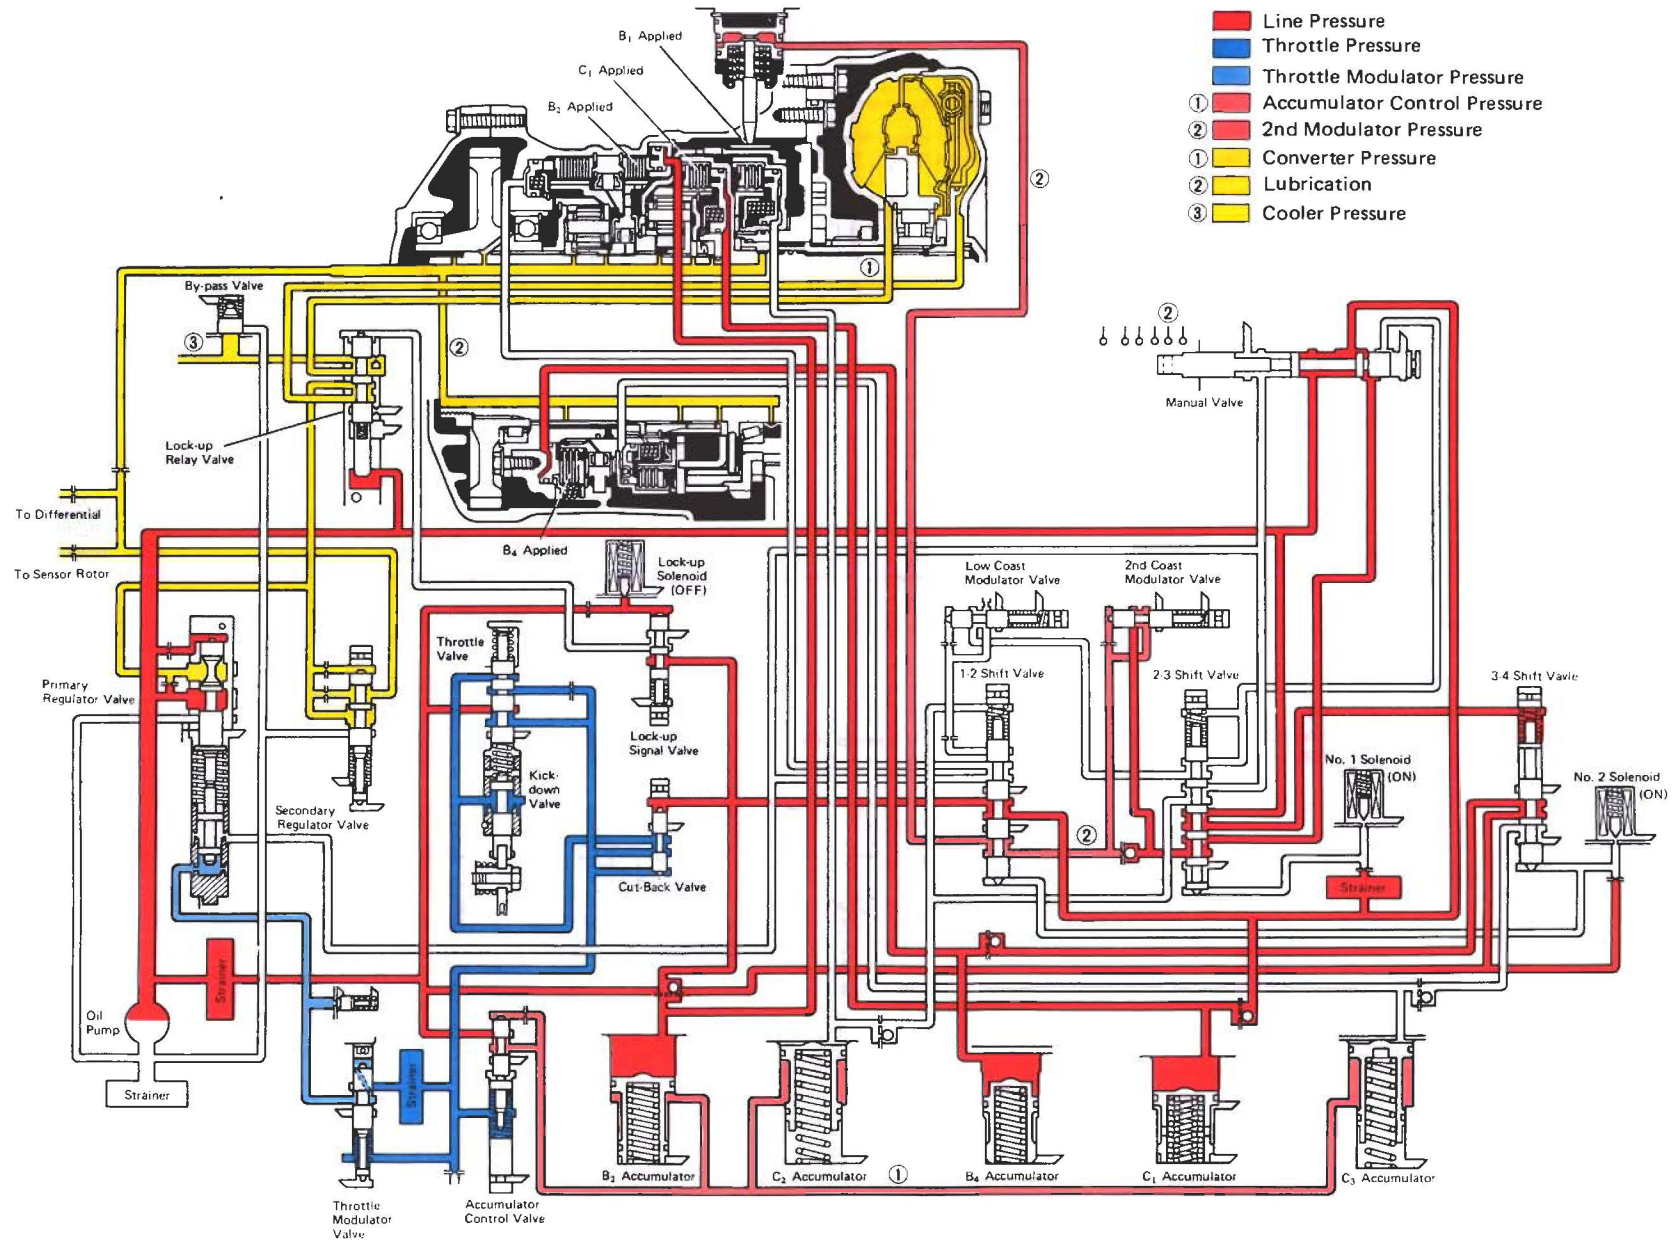 Line Pressure
Throttle Pressure
Throttle Modulator Pressure
① Accumulator Control Pressure
② 2nd Modulator Pressure
① Converter Pressure
② Lubrication
③ Cooler Pressure
B₁ Applied
C₁ Applied
B₂ Applied
②
①
By-pass Valve
③
②
②
Manual Valve
Lock-up
Relay Valve
To Differential
To Sensor Rotor
B₄ Applied
Lock-up
Solenoid
(OFF)
Low Coast
Modulator Valve
2nd Coast
Modulator Valve
Throttle
Valve
Primary
Regulator Valve
1-2 Shift Valve
2-3 Shift Valve
3-4 Shift Vavle
Lock-up
Signal Valve
No. 1 Solenoid
(ON)
No. 2 Solenoid
(ON)
Kick-
down
Valve
Secondary
Regulator Valve
②
Cut-Back Valve
Strainer
Strainer
Oil
Pump
Strainer
Strainer
B₂ Accumulator
C₂ Accumulator
①
B₄ Accumulator
C₁ Accumulator
C₃ Accumulator
Throttle
Modulator
Valve
Accumulator
Control Valve